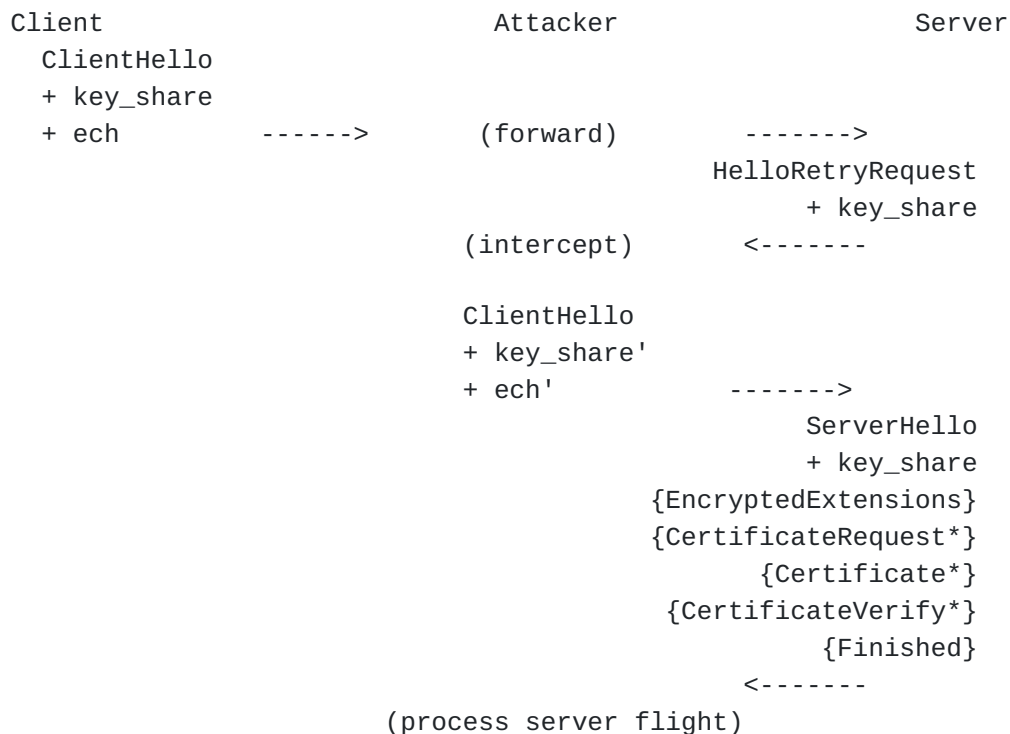 Client                         Attacker                   Server
  ClientHello
  + key_share
  + ech         ------>       (forward)       ------->
                                             HelloRetryRequest
                                                   + key_share
                             (intercept)       <-------

                             ClientHello
                             + key_share'
                             + ech'           ------->
                                                   ServerHello
                                                   + key_share
                                         {EncryptedExtensions}
                                         {CertificateRequest*}
                                                {Certificate*}
                                          {CertificateVerify*}
                                                    {Finished}
                                               <-------
                        (process server flight)